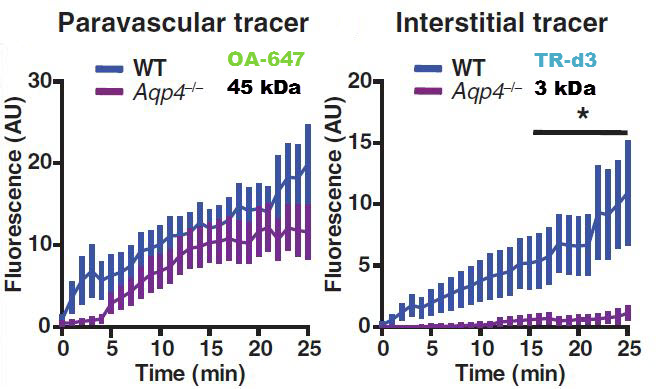 Paravascular tracer
WT OA-647
Aqp4–/– 45 kDa
Fluorescence (AU)
30
20
10
0
0 5 10 15 20 25
Time (min)
Interstitial tracer
WT TR-d3
Aqp4–/– 3 kDa
*
Fluorescence (AU)
20
15
10
5
0
0 5 10 15 20 25
Time (min)